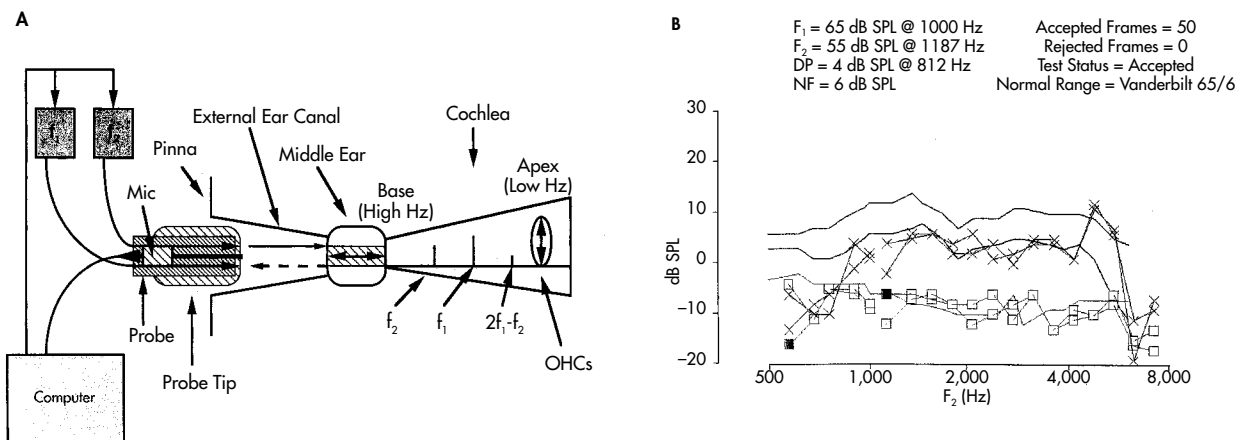 A
f₁
f₂
External Ear Canal
Cochlea
Pinna
Middle Ear
Apex
(Low Hz)
Mic
Base
(High Hz)
f₂
f₁
2f₁-f₂
Probe
OHCs
Probe Tip
Computer
B
F₁ = 65 dB SPL @ 1000 Hz
F₂ = 55 dB SPL @ 1187 Hz
DP = 4 dB SPL @ 812 Hz
NF = 6 dB SPL
Accepted Frames = 50
Rejected Frames = 0
Test Status = Accepted
Normal Range = Vanderbilt 65/6
30
20
10
0
−10
−20
dB SPL
500
1,000
2,000
4,000
8,000
F₂ (Hz)